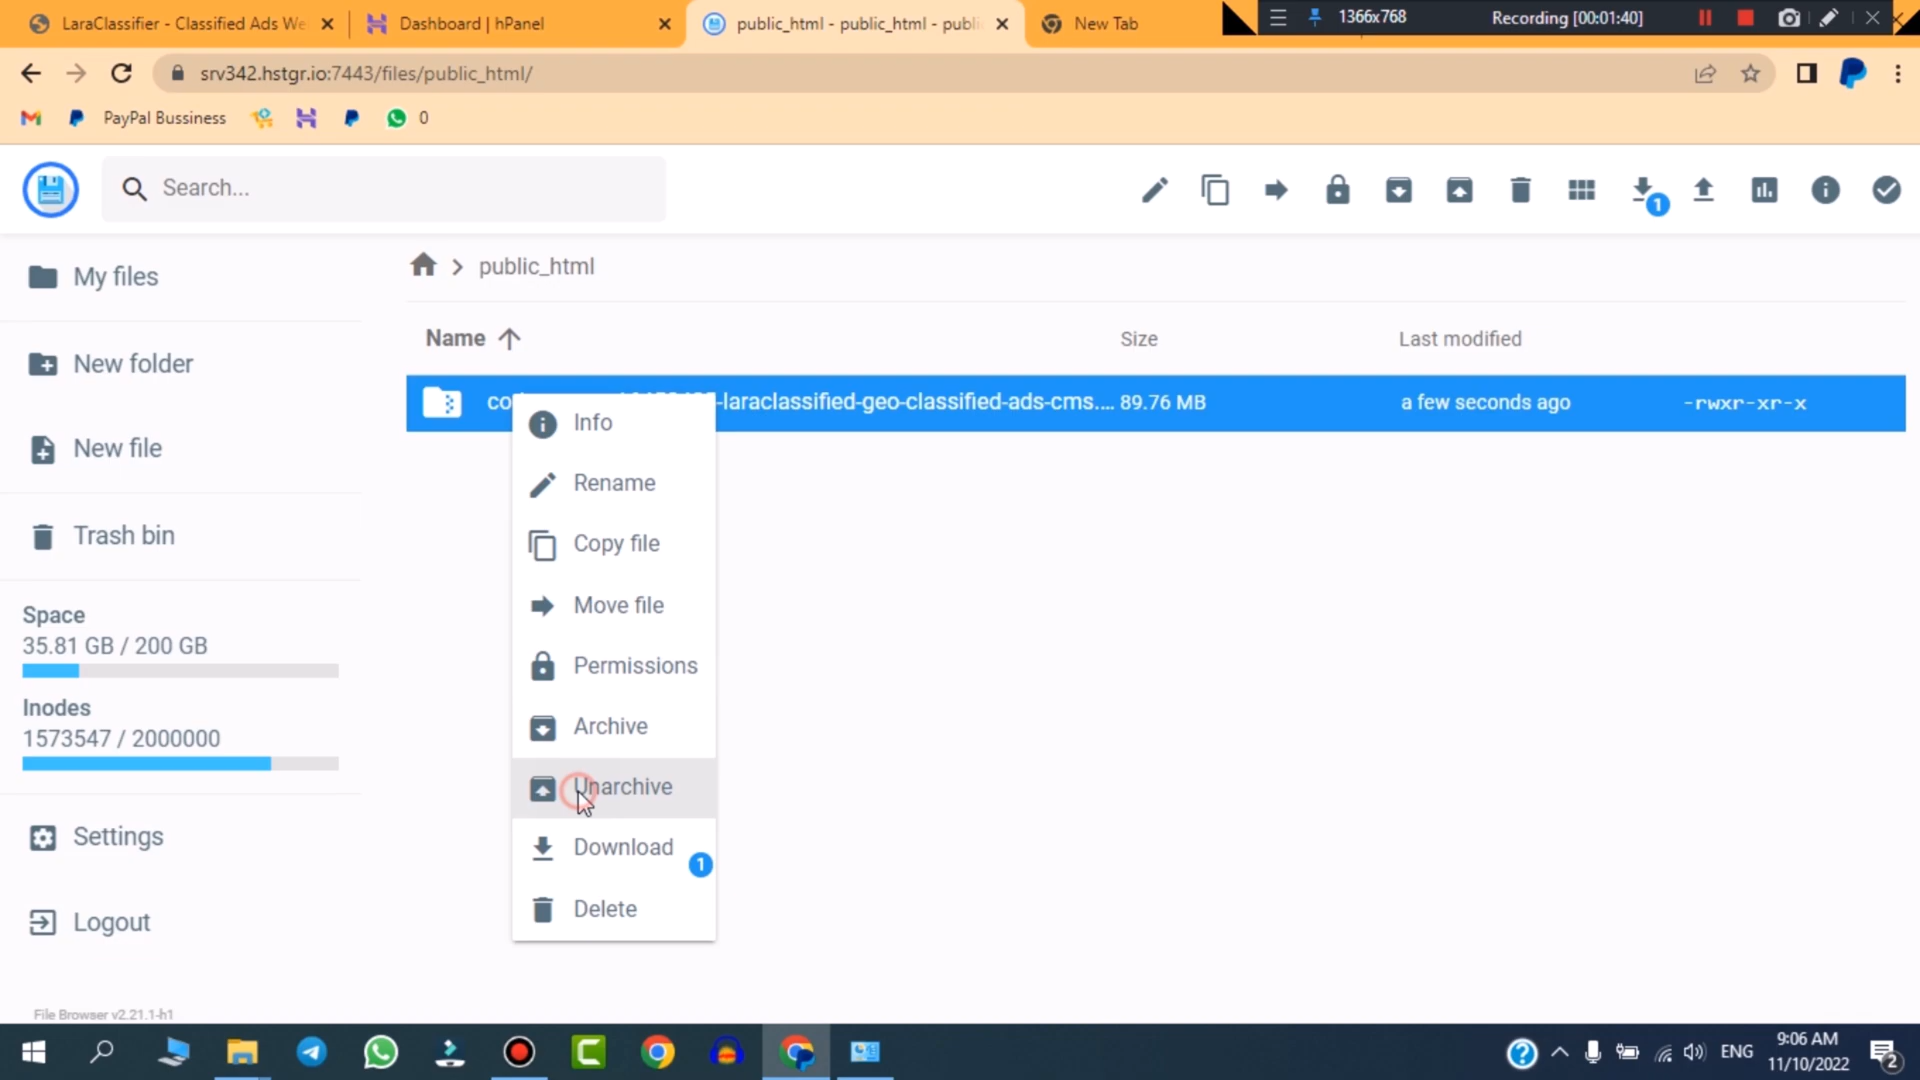 LaraClassifier - Classified Ads We
Dashboard | hPanel
public_html - public_html - publi
New Tab
1366x768
Recording [00:01:40]
srv342.hstgr.io:7443/files/public_html/
PayPal Bussiness
0
Search...
1
My files
New folder
New file
Trash bin
Space
35.81 GB / 200 GB
Inodes
1573547 / 2000000
Settings
Logout
File Browser v2.21.1-h1
public_html
Name
Size
Last modified
-laraclassified-geo-classified-ads-cms.... 89.76 MB
a few seconds ago
-rwxr-xr-x
Info
Rename
Copy file
Move file
Permissions
Archive
Unarchive
Download
1
Delete
ENG
9:06 AM
11/10/2022
2